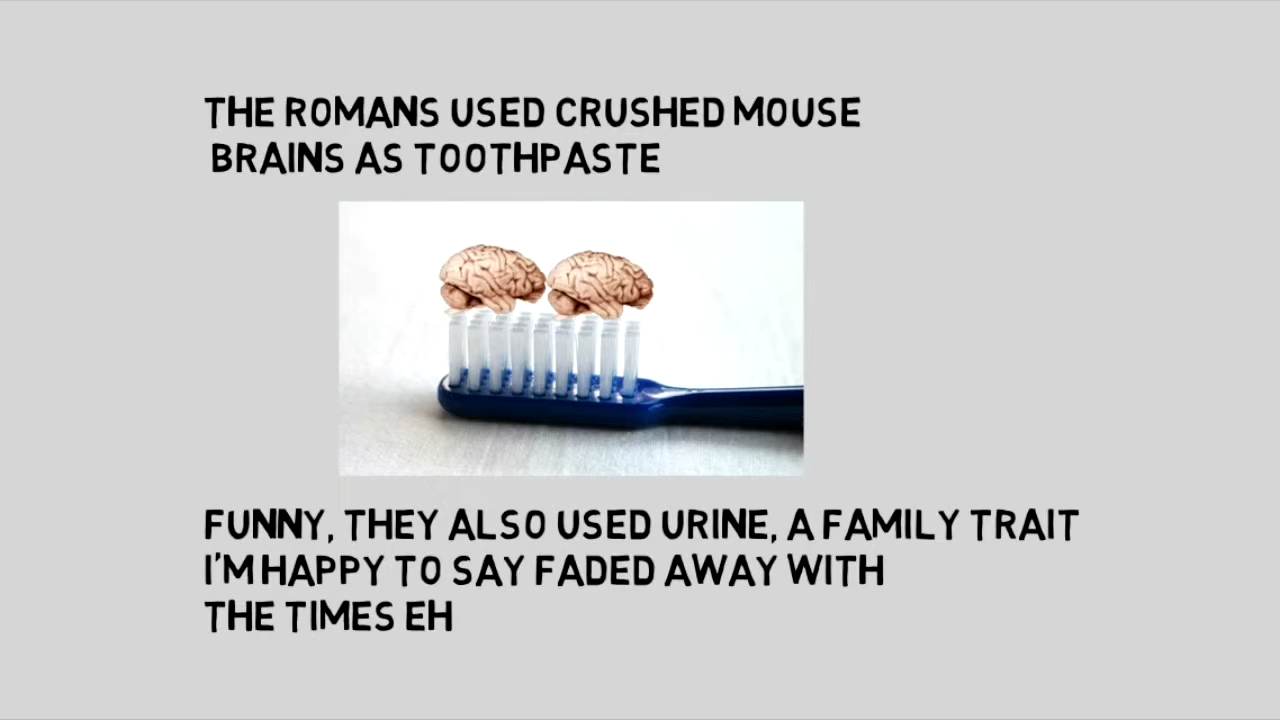 THE ROMANS USED CRUSHED MOUSE
BRAINS AS TOOTHPASTE
FUNNY, THEY ALSO USED URINE, A FAMILY TRAIT
I'M HAPPY TO SAY FADED AWAY WITH
THE TIMES EH